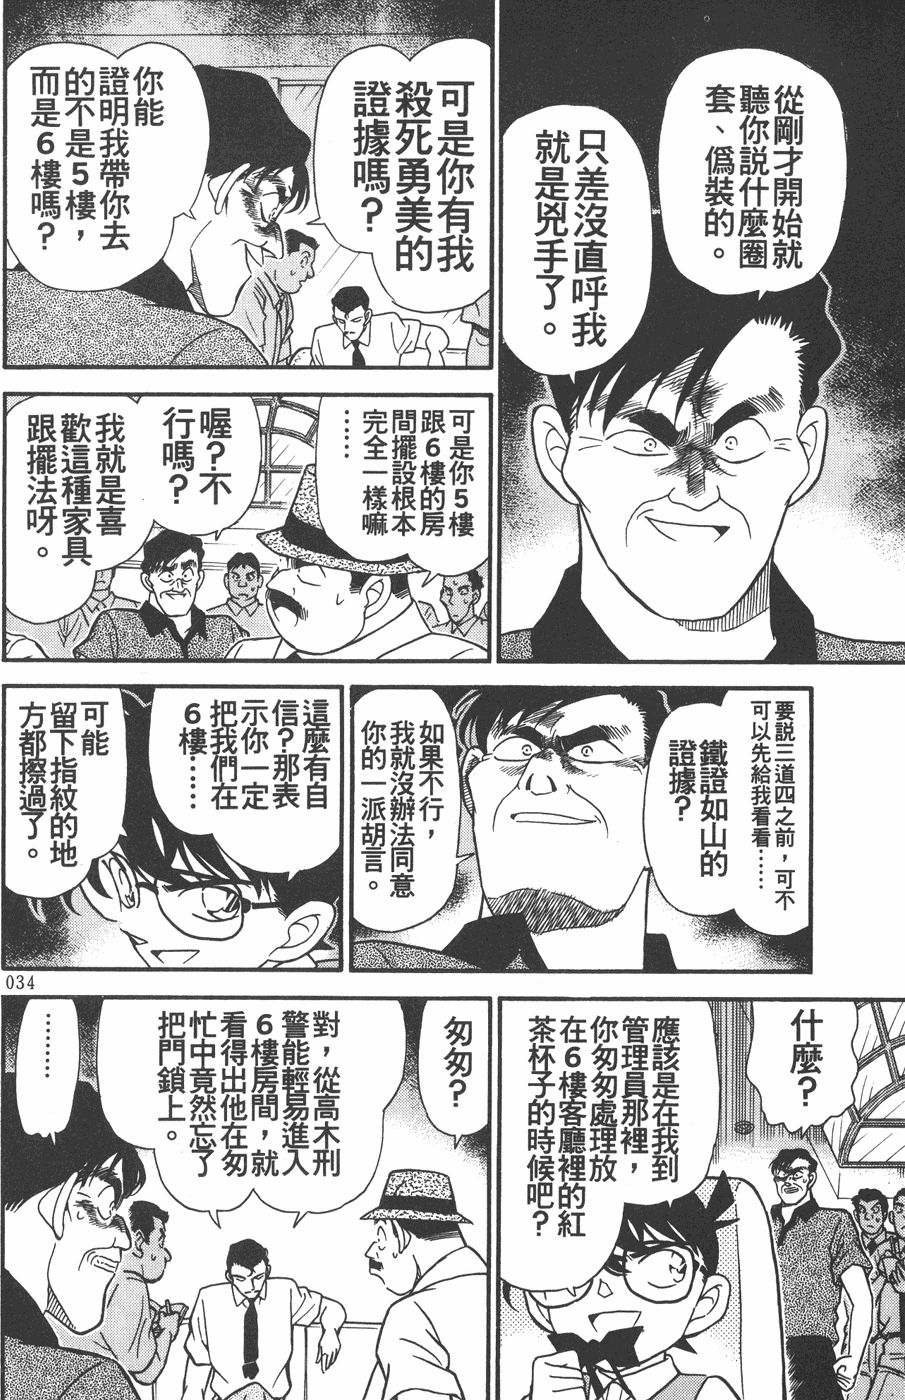 從剛才開始就
聽你說什麼圈
套、偽裝的。
只差沒直呼我
就是兇手了。
可是你有我
殺死勇美的
證據嗎？
你能
證明我帶你去
的不是5樓，
而是6樓嗎？
可是你5樓
跟6樓的房
間擺設根本
完全一樣嘛
……
喔？不
行嗎？
我就是喜
歡這種家具
跟擺法呀。
要說三道四之前，可不
可以先給我看看……
鐵證如山的
證據？
如果不行，
我就沒辦法同意
你的一派胡言。
這麼有自
信？那表
示你一定
把我們在
6樓……
可能
留下指紋的地
方都擦過了。
034
什麼？
應該是在我到
管理員那裡，
你匆匆處理放
在6樓客廳裡的紅
茶杯子的時候吧？
匆匆？
對，從高木刑
警能輕易進入
6樓房間，就
看得出他在匆
忙中竟然忘了
把門鎖上。
………